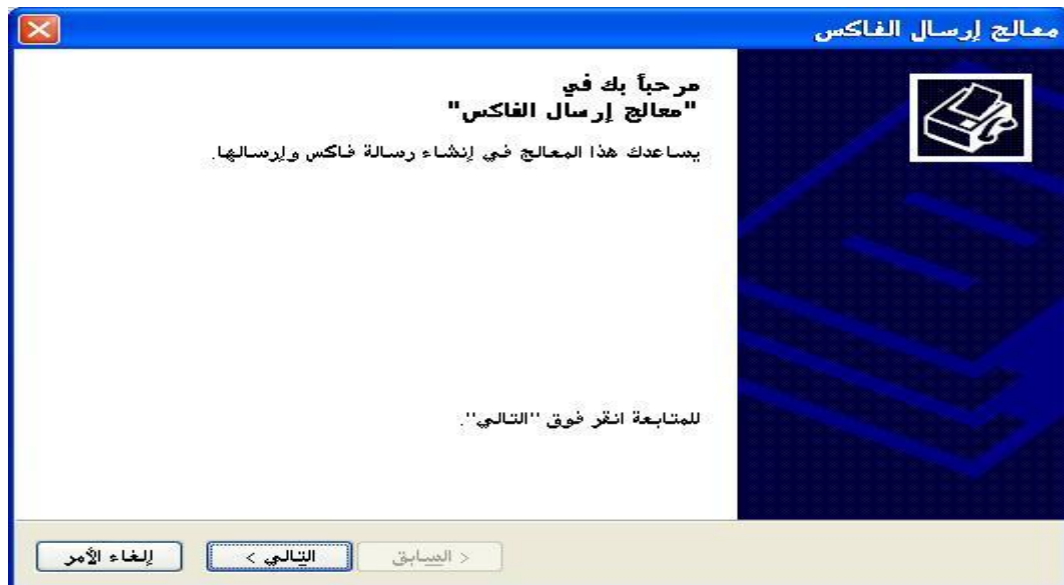 معالج إرسال الفاكس
مرحباً بك في
"معالج إرسال الفاكس"
يساعدك هذا المعالج في إنشاء رسالة فاكس وإرسالها.
للمتابعة انقر فوق "التالي".
< السابق
التالي >
إلغاء الأمر